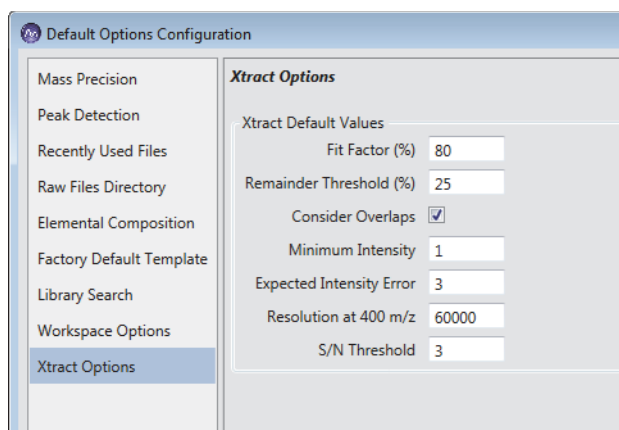 Default Options Configuration
Mass Precision
Peak Detection
Recently Used Files
Raw Files Directory
Elemental Composition
Factory Default Template
Library Search
Workspace Options
Xtract Options
Xtract Options
Xtract Default Values
Fit Factor (%) 80
Remainder Threshold (%) 25
Consider Overlaps
Minimum Intensity 1
Expected Intensity Error 3
Resolution at 400 m/z 60000
S/N Threshold 3